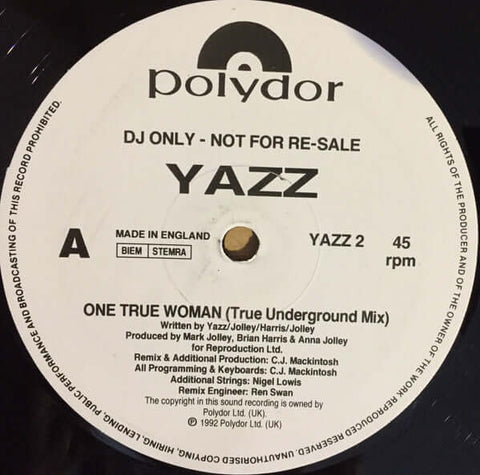 polydor
DJ ONLY - NOT FOR RE-SALE
YAZZ
A
MADE IN ENGLAND
BIEM STEMRA
YAZZ 2
45
rpm
ONE TRUE WOMAN (True Underground Mix)
Written by Yazz/Jolley/Harris/Jolley
Produced by Mark Jolley, Brian Harris & Anna Jolley
for Reproduction Ltd.
Remix & Additional Production: C.J. Mackintosh
All Programming & Keyboards: C.J. Mackintosh
Additional Strings: Nigel Lowis
Remix Engineer: Ren Swan
The copyright in this sound recording is owned by
Polydor Ltd. (UK).
℗ 1992 Polydor Ltd. (UK)
ALL RIGHTS OF THE PRODUCER AND OF THE OWNER OF THE WORK REPRODUCED RESERVED. UNAUTHORISED COPYING, HIRING, LENDING, PUBLIC PERFORMANCE AND BROADCASTING OF THIS RECORD PROHIBITED.